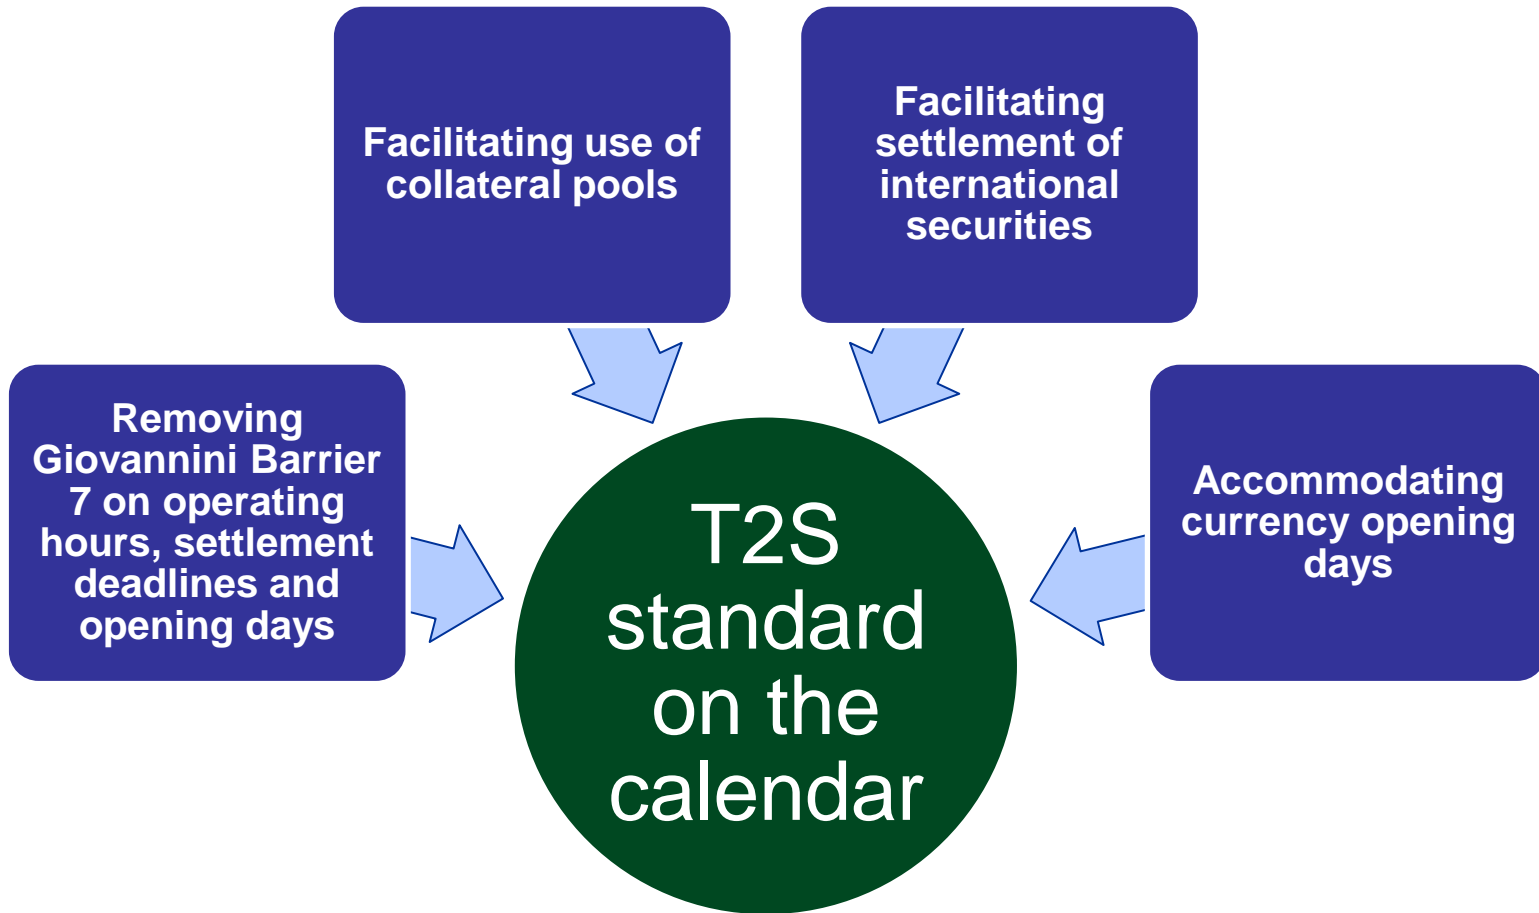 Facilitating use of
collateral pools
Facilitating
settlement of
international
securities
Removing
Giovannini Barrier
7 on operating
hours, settlement
deadlines and
opening days
T2S
standard
on the
calendar
Accommodating
currency opening
days